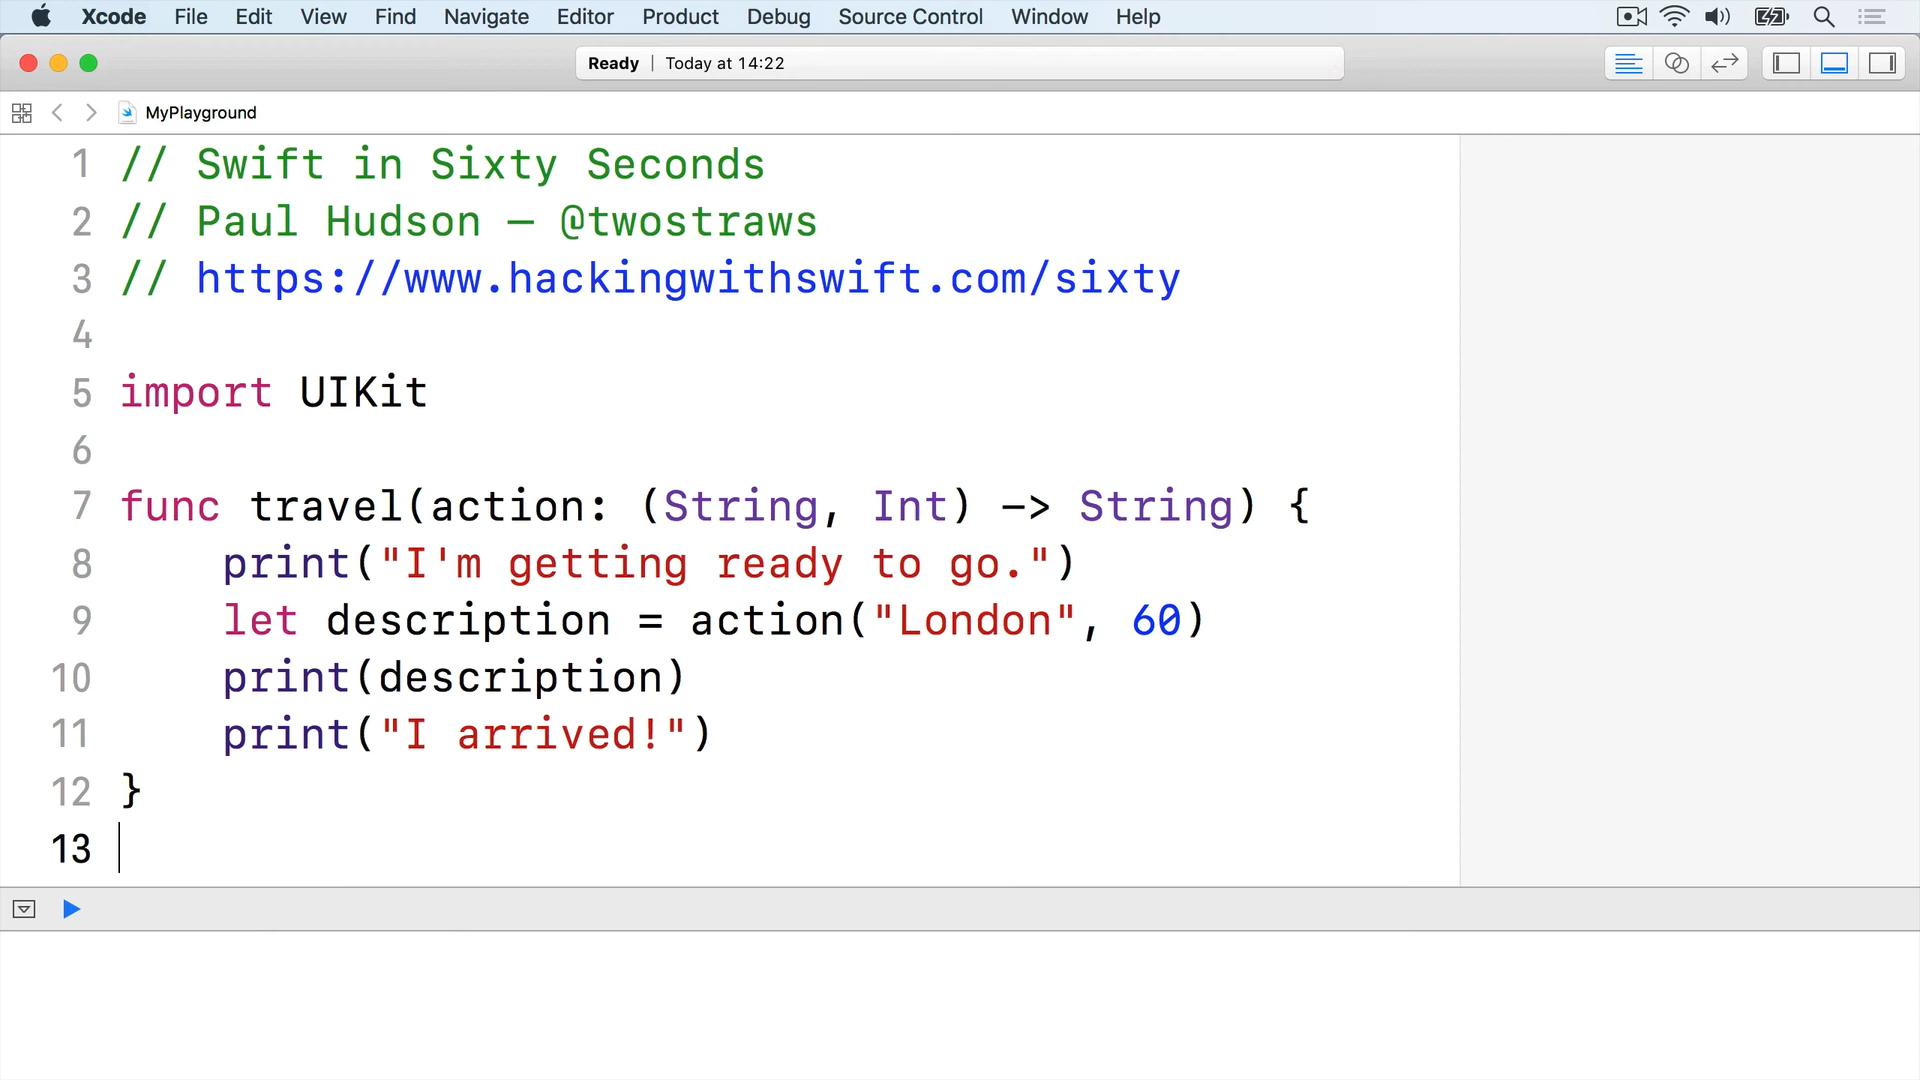 Xcode File Edit View Find Navigate Editor Product Debug Source Control Window Help
Ready | Today at 14:22
MyPlayground
1 // Swift in Sixty Seconds
2 // Paul Hudson — @twostraws
3 // https://www.hackingwithswift.com/sixty
4
5 import UIKit
6
7 func travel(action: (String, Int) -> String) {
8     print("I'm getting ready to go.")
9     let description = action("London", 60)
10     print(description)
11     print("I arrived!")
12 }
13